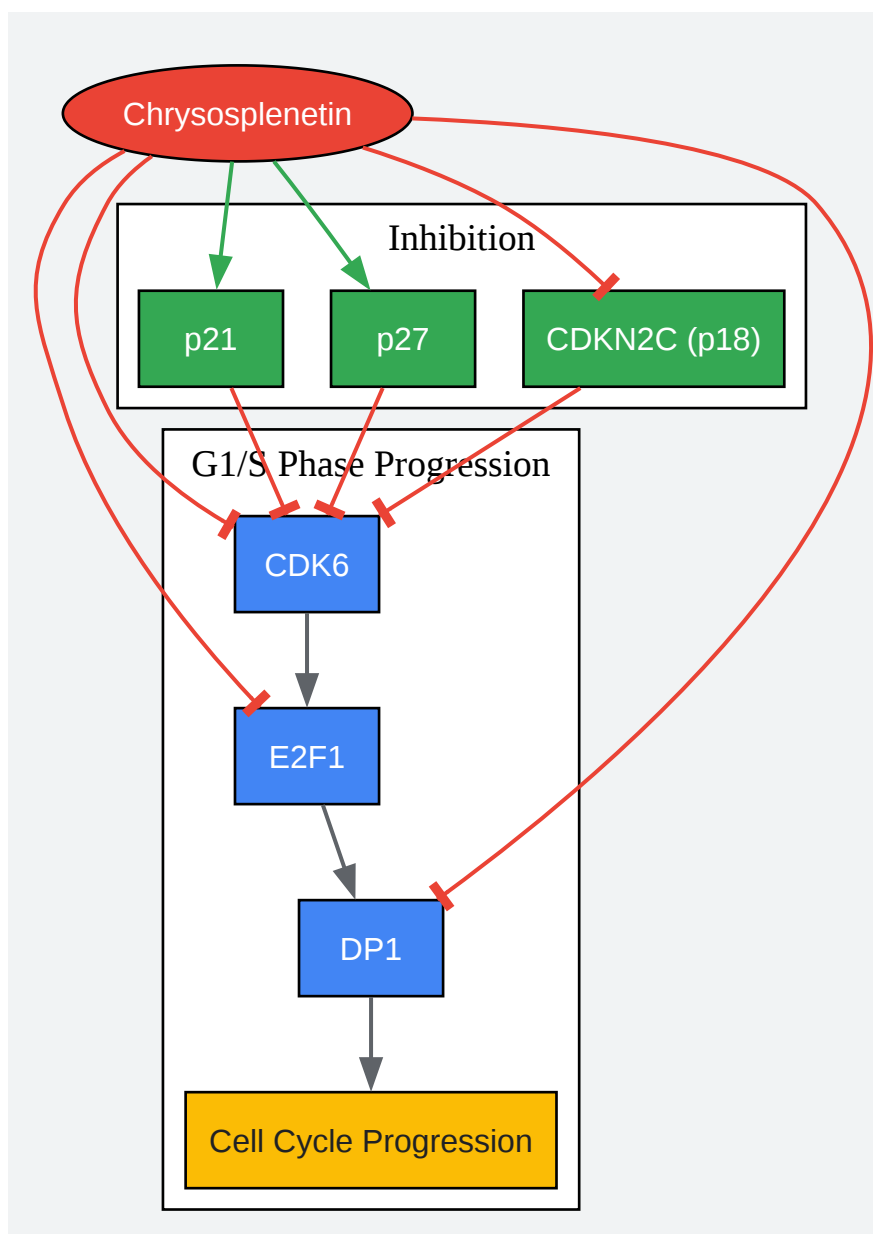 Chrysosplenetin
Inhibition
p21
p27
CDKN2C (p18)
G1/S Phase Progression
CDK6
E2F1
DP1
Cell Cycle Progression